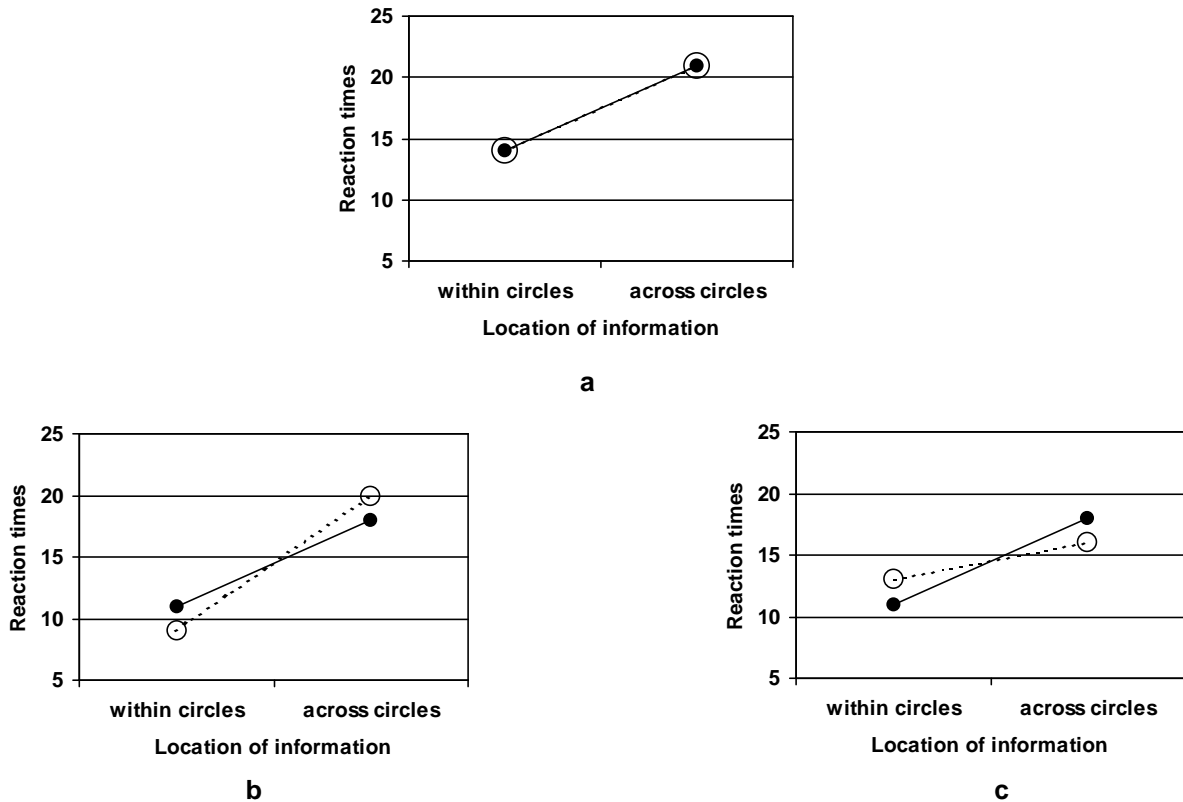 25
20
15
10
5
Reaction times
within circles across circles
Location of information
a
25
20
15
10
5
Reaction times
within circles across circles
Location of information
b
25
20
15
10
5
Reaction times
within circles across circles
Location of information
c